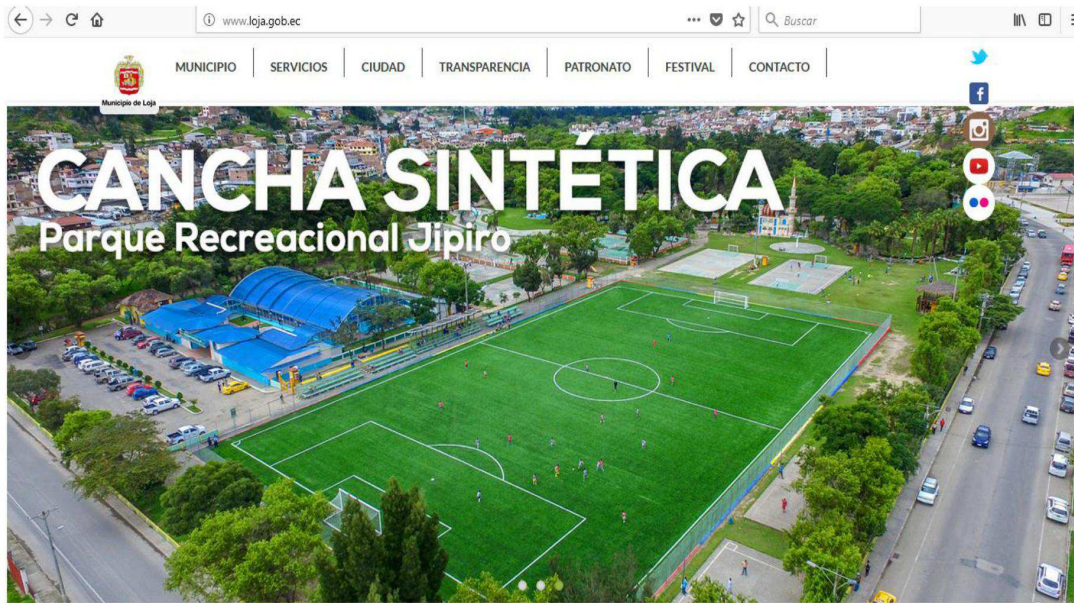 www.loja.gob.ec
Buscar
MUNICIPIO
SERVICIOS
CIUDAD
TRANSPARENCIA
PATRONATO
FESTIVAL
CONTACTO
Municipio de Loja
CANCHA SINTÉTICA
Parque Recreacional Jipiro